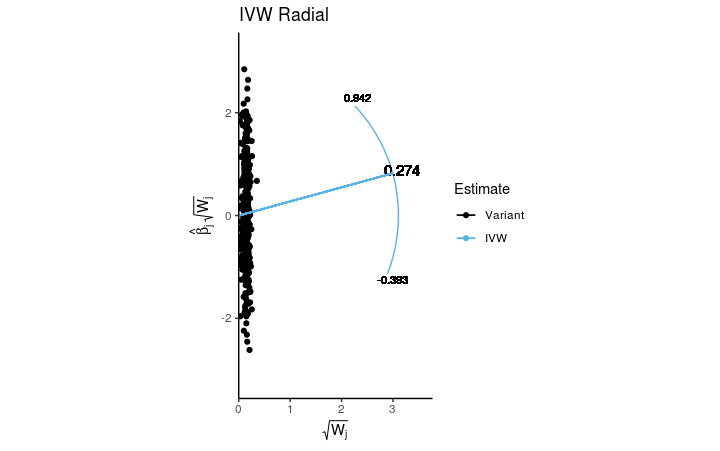 IVW Radial
0.942
0.274
-0.393
2
0
-2
β̂ⱼ√Wⱼ
0 1 2 3
√Wⱼ
Estimate
Variant
IVW